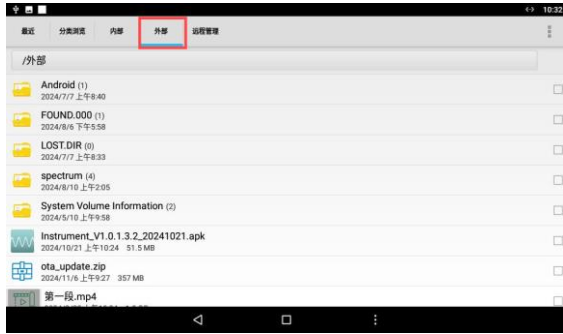 10:32
最近 分类浏览 内部 外部 远程管理
/外部
Android (1)
2024/7/7 上午8:40
FOUND.000 (1)
2024/8/6 下午5:58
LOST.DIR (0)
2024/7/7 上午8:33
spectrum (4)
2024/8/10 上午2:05
System Volume Information (2)
2024/5/10 上午9:58
Instrument_V1.0.1.3.2_20241021.apk
2024/10/21 上午10:24 51.5 MB
ota_update.zip
2024/11/6 上午9:27 357 MB
第一段.mp4